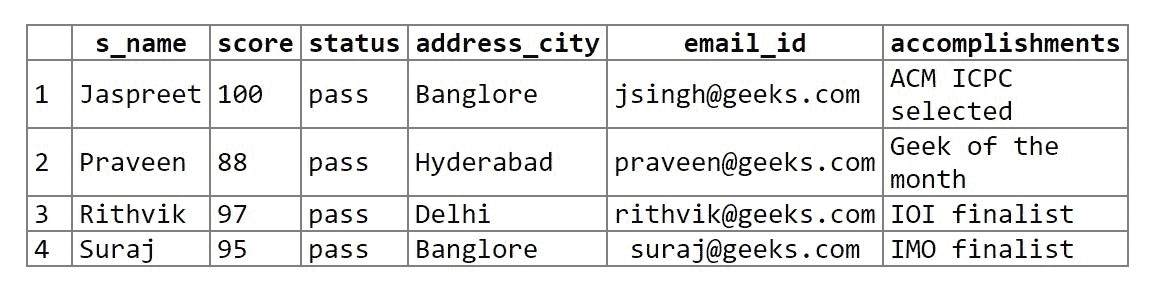 s_name score status address_city email_id accomplishments
1 Jaspreet 100 pass Banglore jsingh@geeks.com ACM ICPC
selected
2 Praveen 88 pass Hyderabad praveen@geeks.com Geek of the
month
3 Rithvik 97 pass Delhi rithvik@geeks.com IOI finalist
4 Suraj 95 pass Banglore suraj@geeks.com IMO finalist